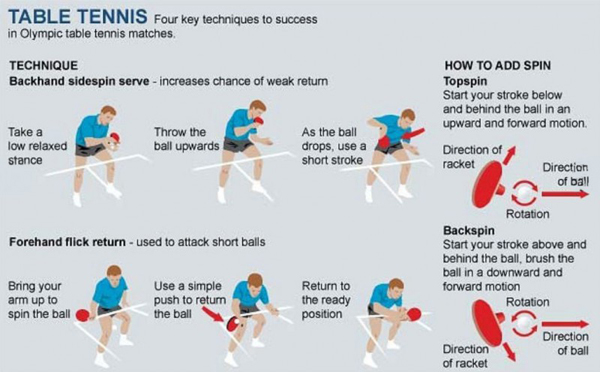 TABLE TENNIS Four key techniques to success
in Olympic table tennis matches.
TECHNIQUE
Backhand sidespin serve - increases chance of weak return
Take a
low relaxed
stance
Throw the
ball upwards
As the ball
drops, use a
short stroke
Forehand flick return - used to attack short balls
Bring your
arm up to
spin the ball
Use a simple
push to return
the ball
Return to
the ready
position
HOW TO ADD SPIN
Topspin
Start your stroke below
and behind the ball in an
upward and forward motion.
Direction of
racket
Direction
of ball
Rotation
Backspin
Start your stroke above and
behind the ball, brush the
ball in a downward and
forward motion
Rotation
Direction
of ball
Direction
of racket